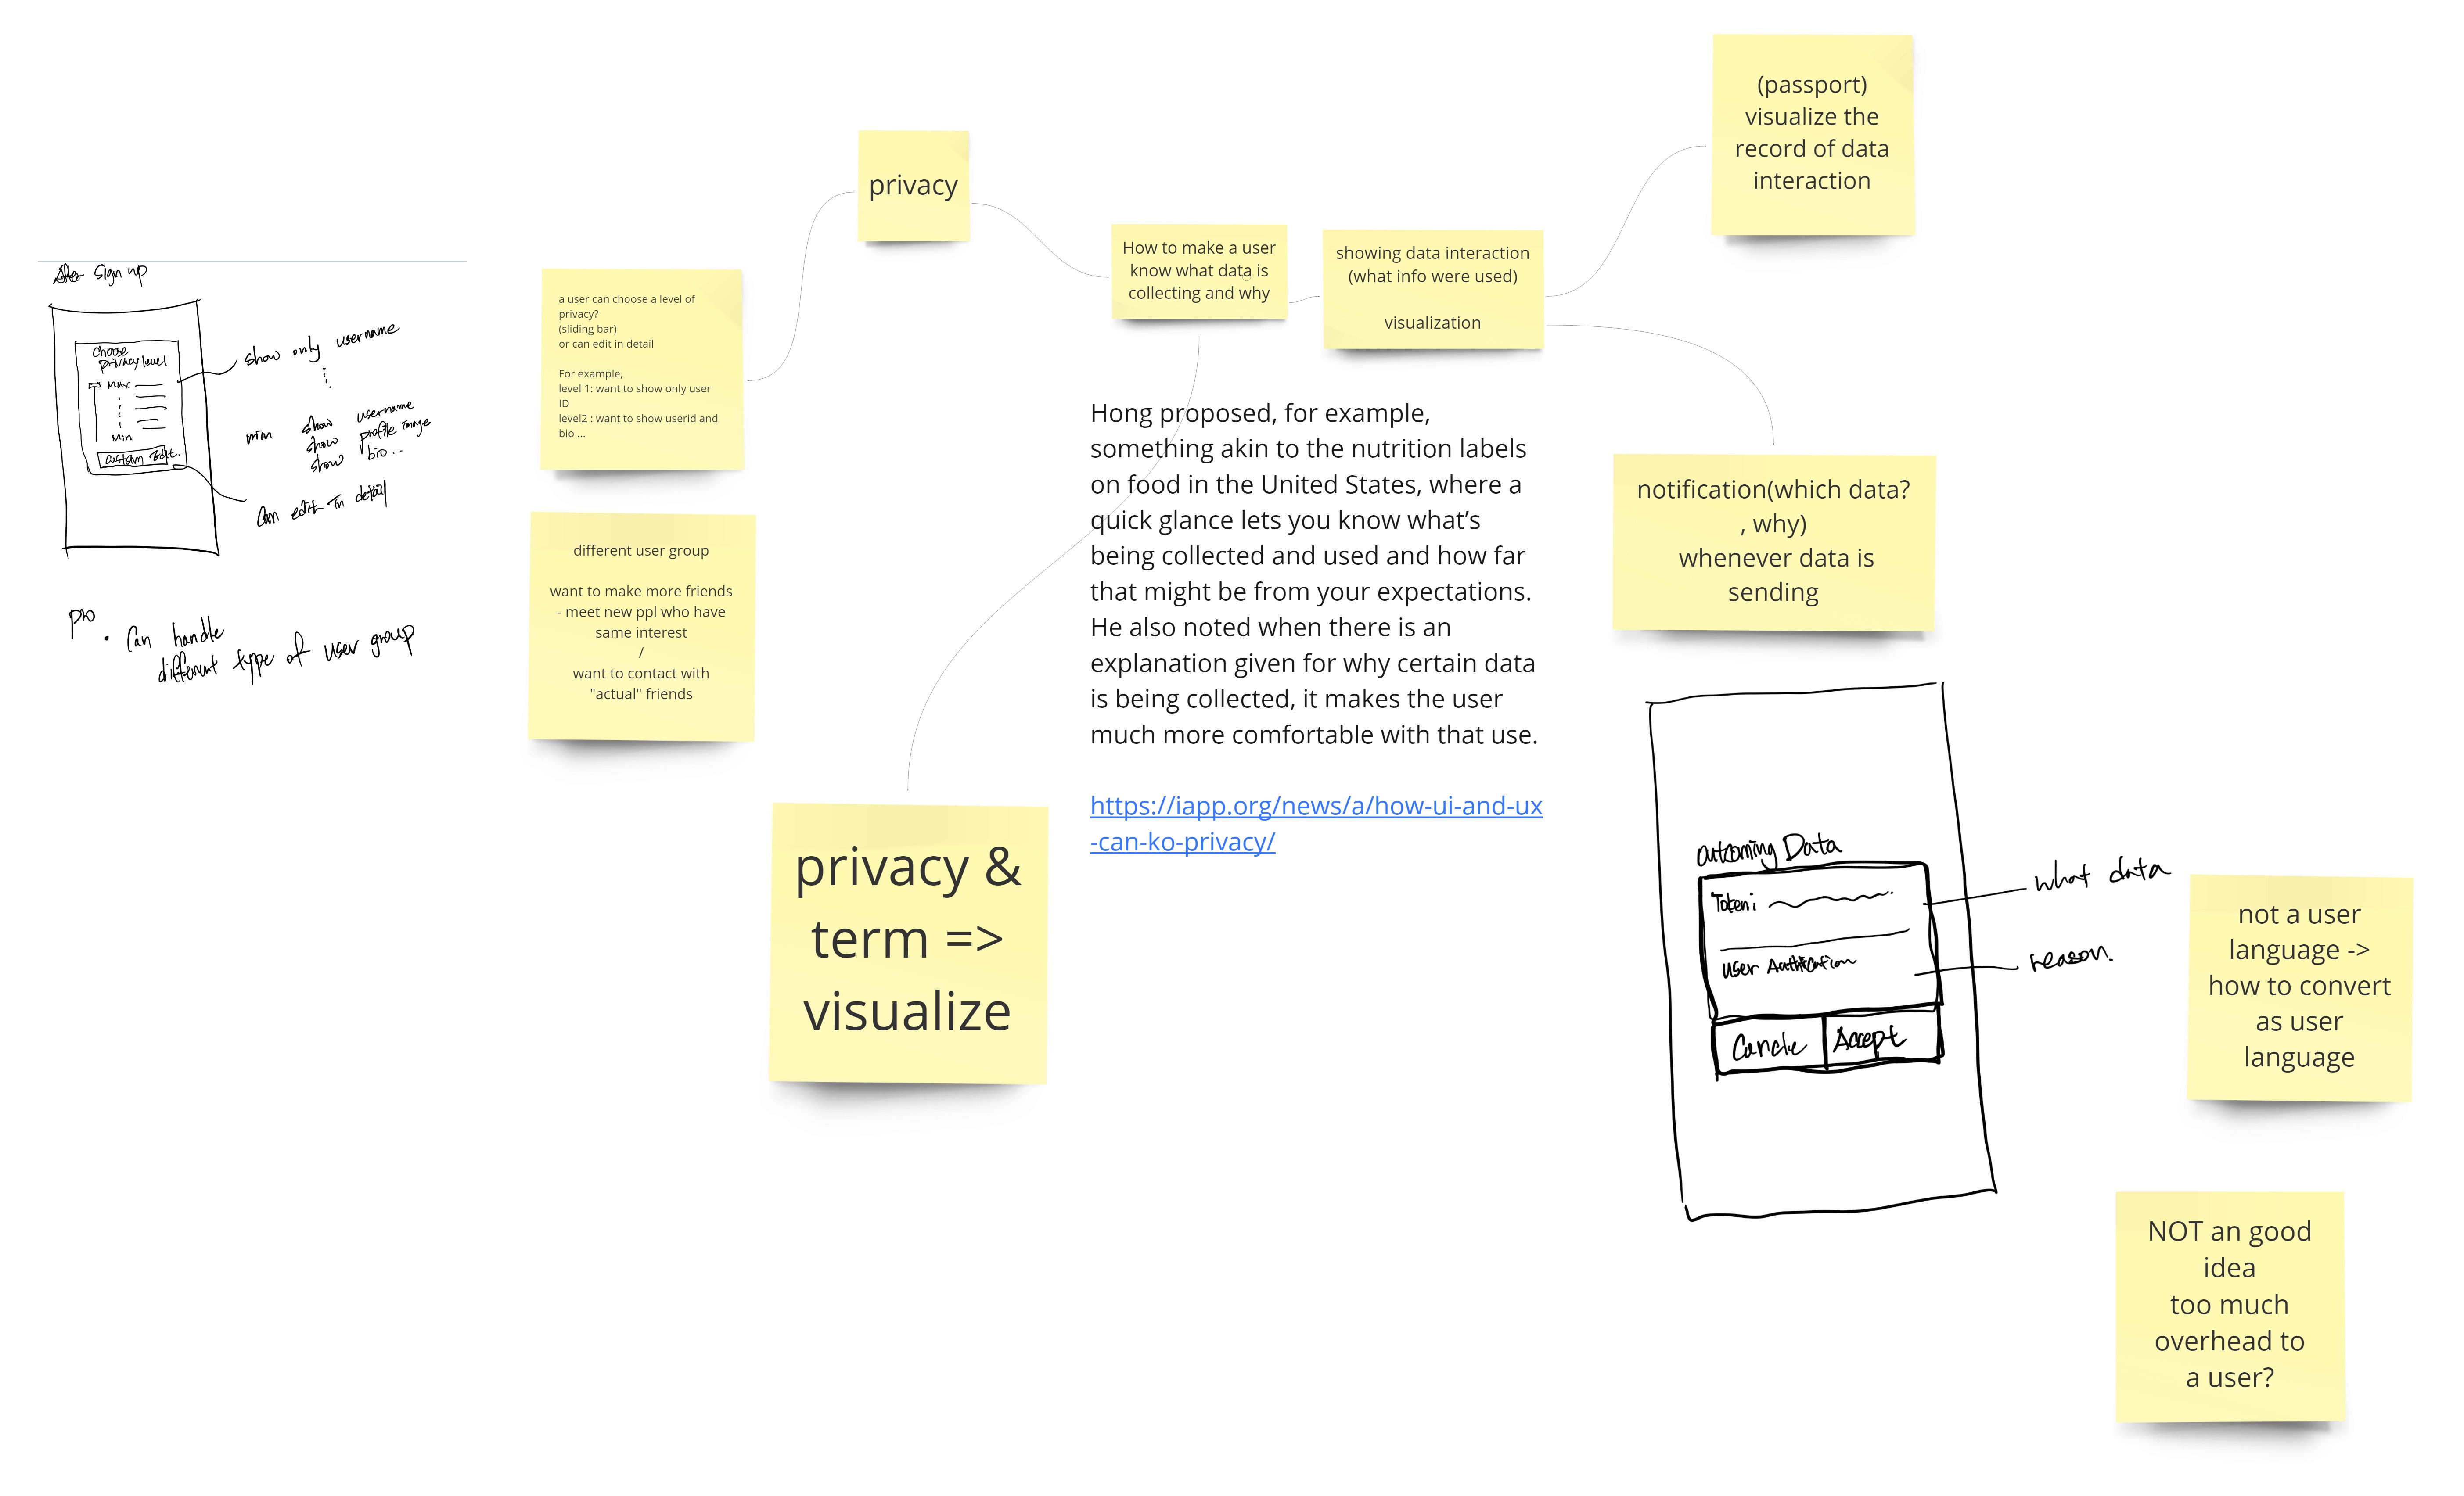 Sign up
choose
privacy level
Max
Min
custom Edit.
show only username
min show username
show profile image
show bio ..
Can edit in detail
pro
• Can handle
different type of user group
a user can choose a level of
privacy?
(sliding bar)
or can edit in detail
For example,
level 1: want to show only user
ID
level2 : want to show userid and
bio ...
different user group
want to make more friends
- meet new ppl who have
same interest
/
want to contact with
"actual" friends
privacy
How to make a user
know what data is
collecting and why
showing data interaction
(what info were used)
visualization
(passport)
visualize the
record of data
interaction
privacy &
term =>
visualize
Hong proposed, for example,
something akin to the nutrition labels
on food in the United States, where a
quick glance lets you know what’s
being collected and used and how far
that might be from your expectations.
He also noted when there is an
explanation given for why certain data
is being collected, it makes the user
much more comfortable with that use.
https://iapp.org/news/a/how-ui-and-ux
-can-ko-privacy/
notification(which data?
, why)
whenever data is
sending
outcoming Data
Token:
user
Cancle
Accept
what data
reason.
not a user
language ->
how to convert
as user
language
NOT an good
idea
too much
overhead to
a user?